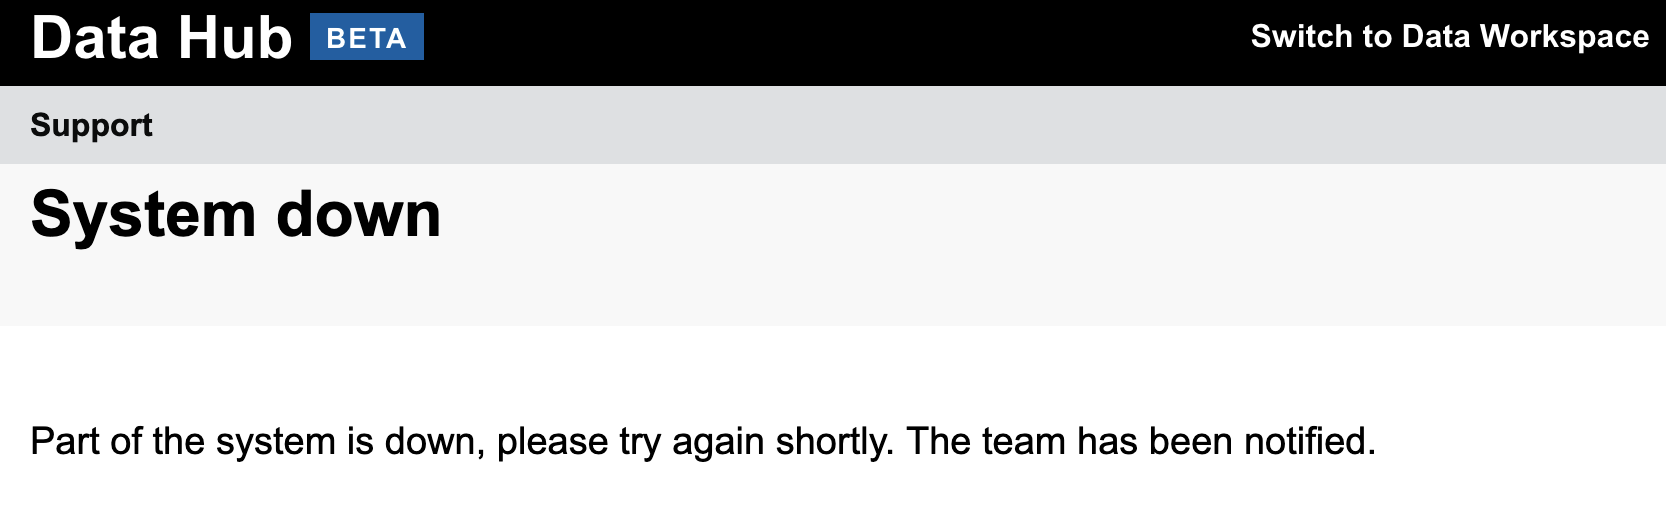 Data Hub BETA
Switch to Data Workspace
Support
System down
Part of the system is down, please try again shortly. The team has been notified.